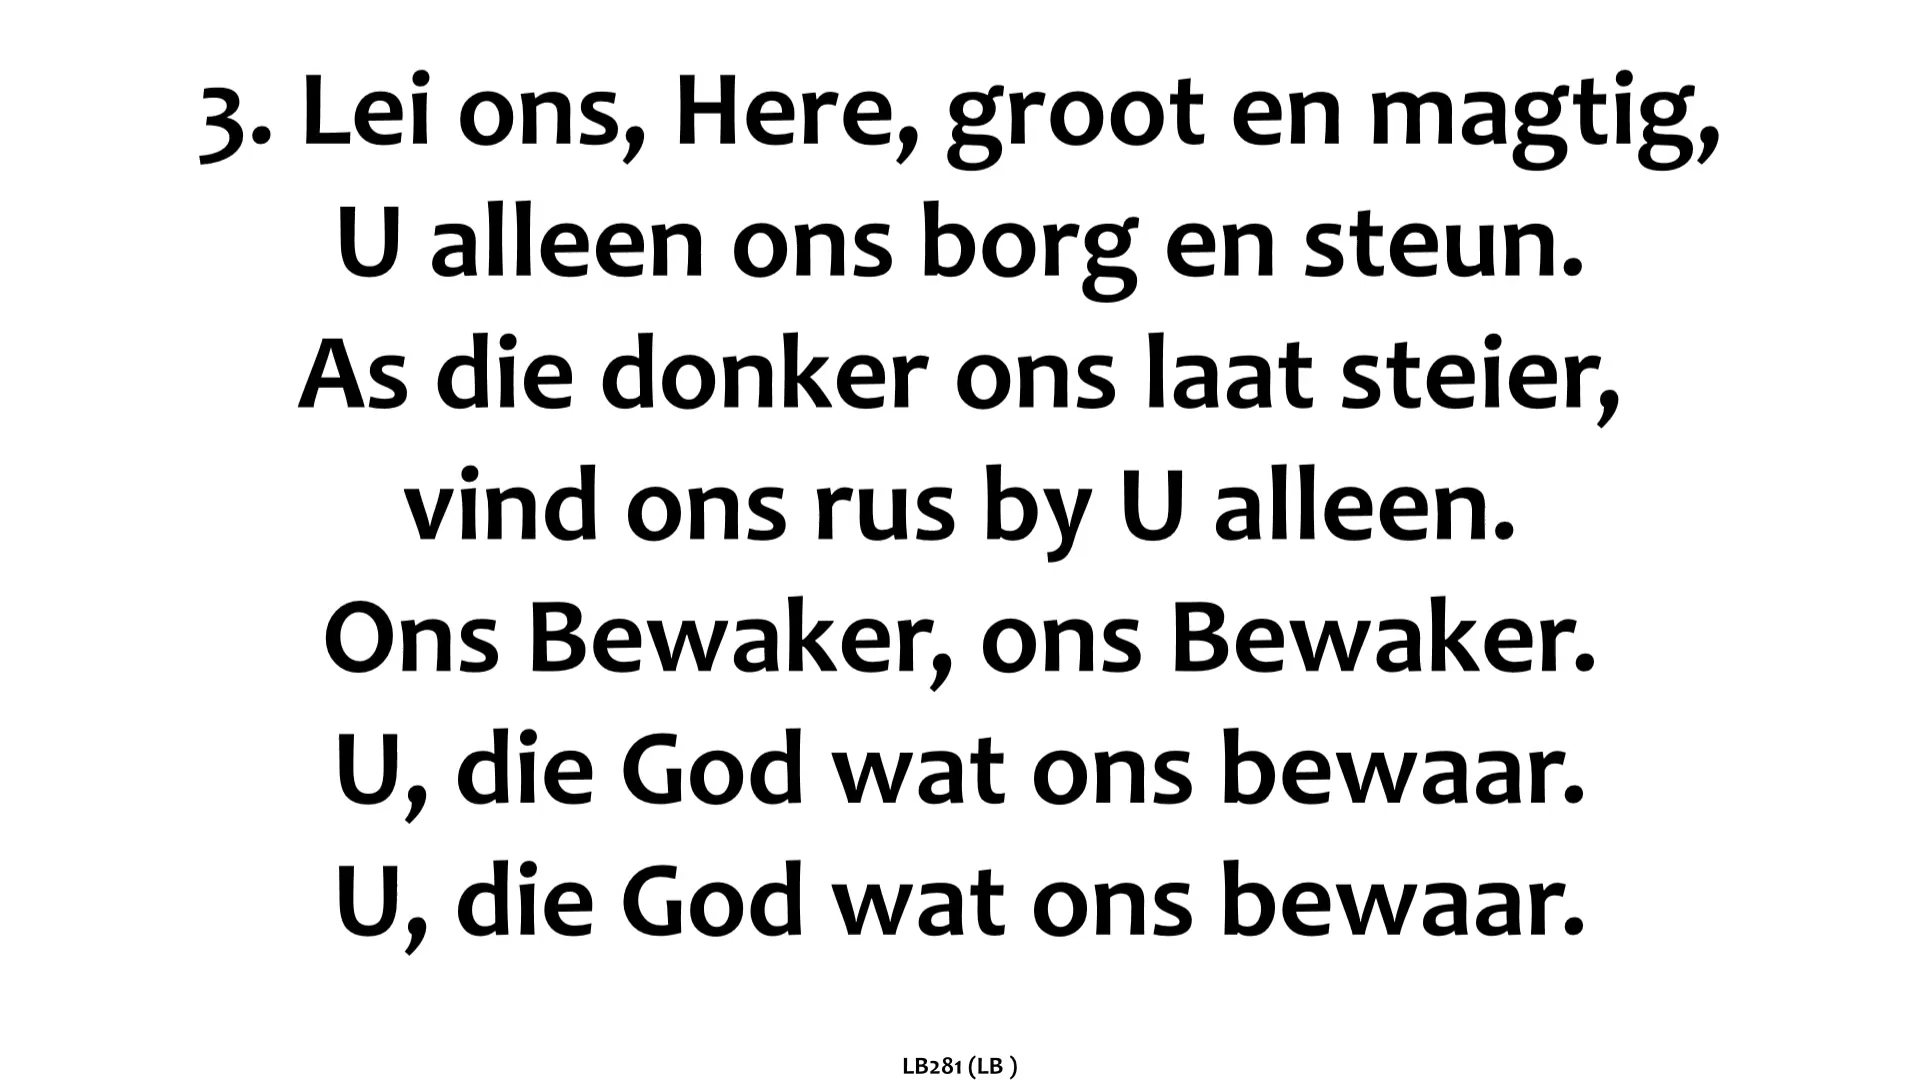 3. Lei ons, Here, groot en magtig,
U alleen ons borg en steun.
As die donker ons laat steier,
vind ons rus by U alleen.
Ons Bewaker, ons Bewaker.
U, die God wat ons bewaar.
U, die God wat ons bewaar.
LB281 (LB )